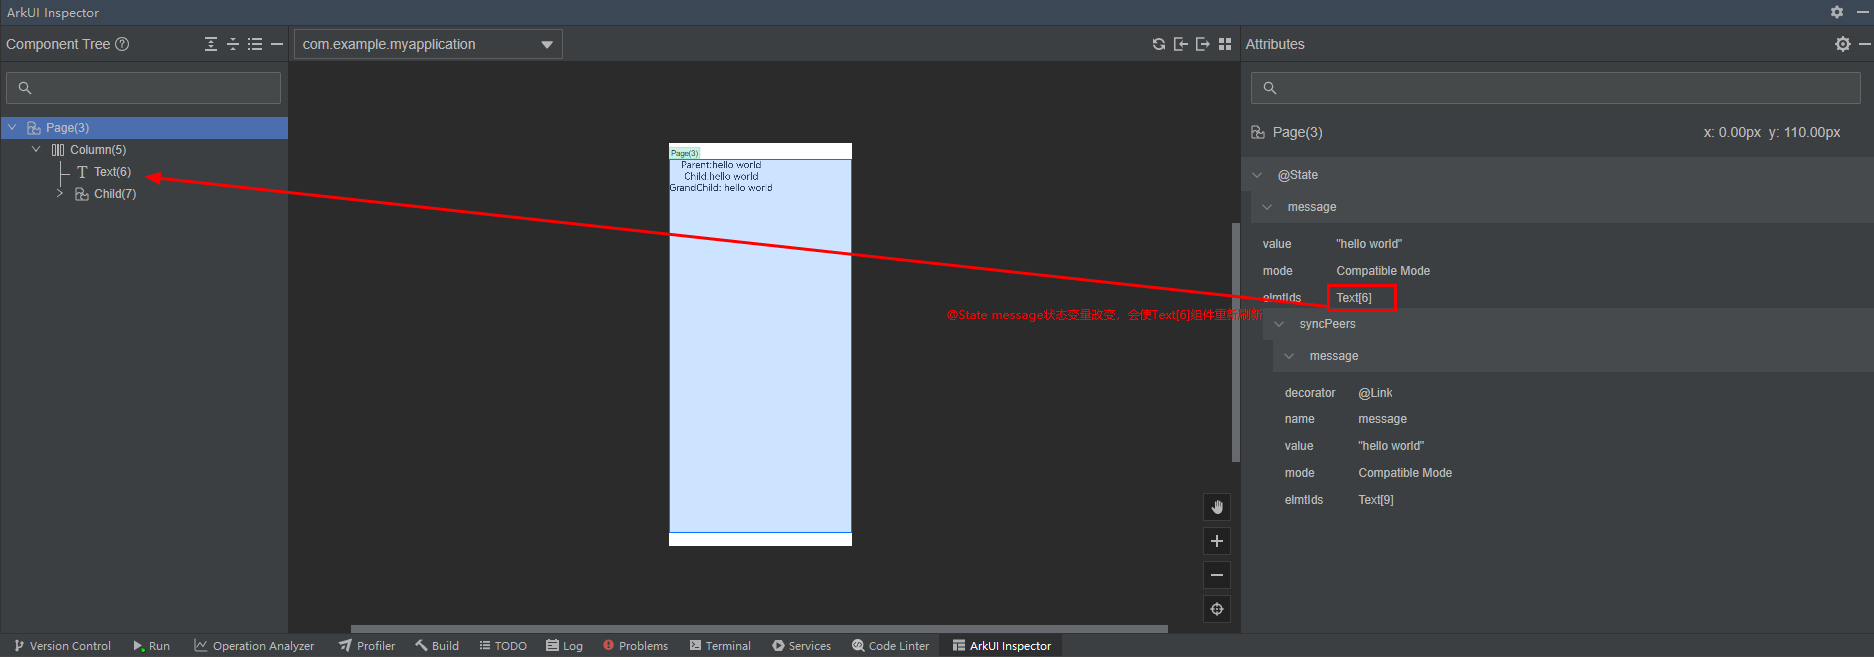 ArkUI Inspector
Component Tree
com.example.myapplication
Attributes
Page(3)
Column(5)
Text(6)
Child(7)
Page(3)
Parent:hello world
Child:hello world
GrandChild: hello world
@State message状态变量改变，会使Text[6]组件重新刷新
Page(3)
x: 0.00px y: 110.00px
@State
message
value "hello world"
mode Compatible Mode
elmtIds Text[6]
syncPeers
message
decorator @Link
name message
value "hello world"
mode Compatible Mode
elmtIds Text[9]
Version Control Run Operation Analyzer Profiler Build TODO Log Problems Terminal Services Code Linter ArkUI Inspector